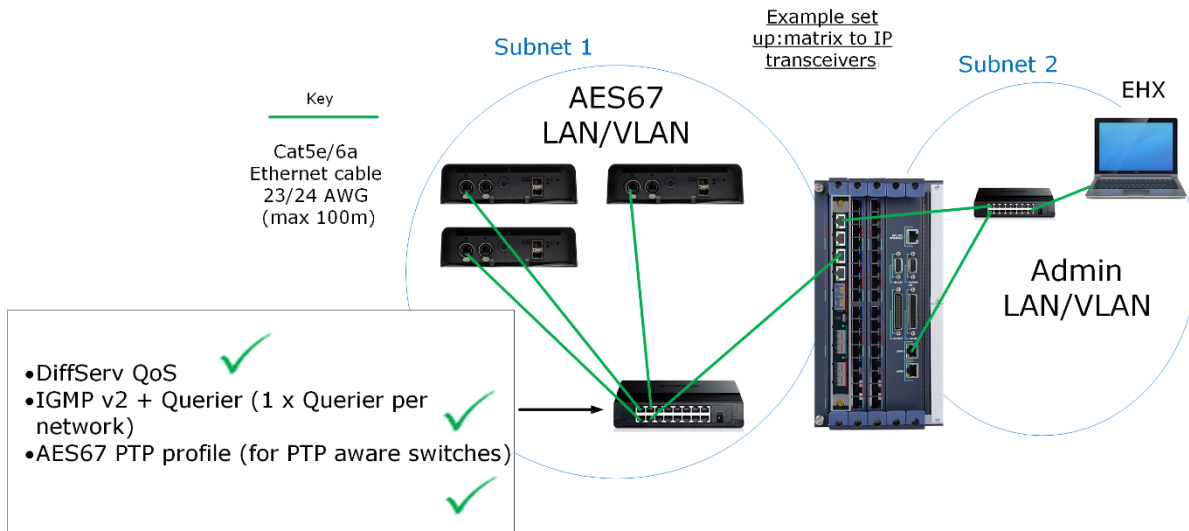 Example set
up:matrix to IP
transceivers
Subnet 1
Subnet 2
Key
AES67
LAN/VLAN
EHX
Cat5e/6a
Ethernet cable
23/24 AWG
(max 100m)
Admin
LAN/VLAN
•DiffServ QoS
•IGMP v2 + Querier (1 x Querier per
network)
•AES67 PTP profile (for PTP aware switches)